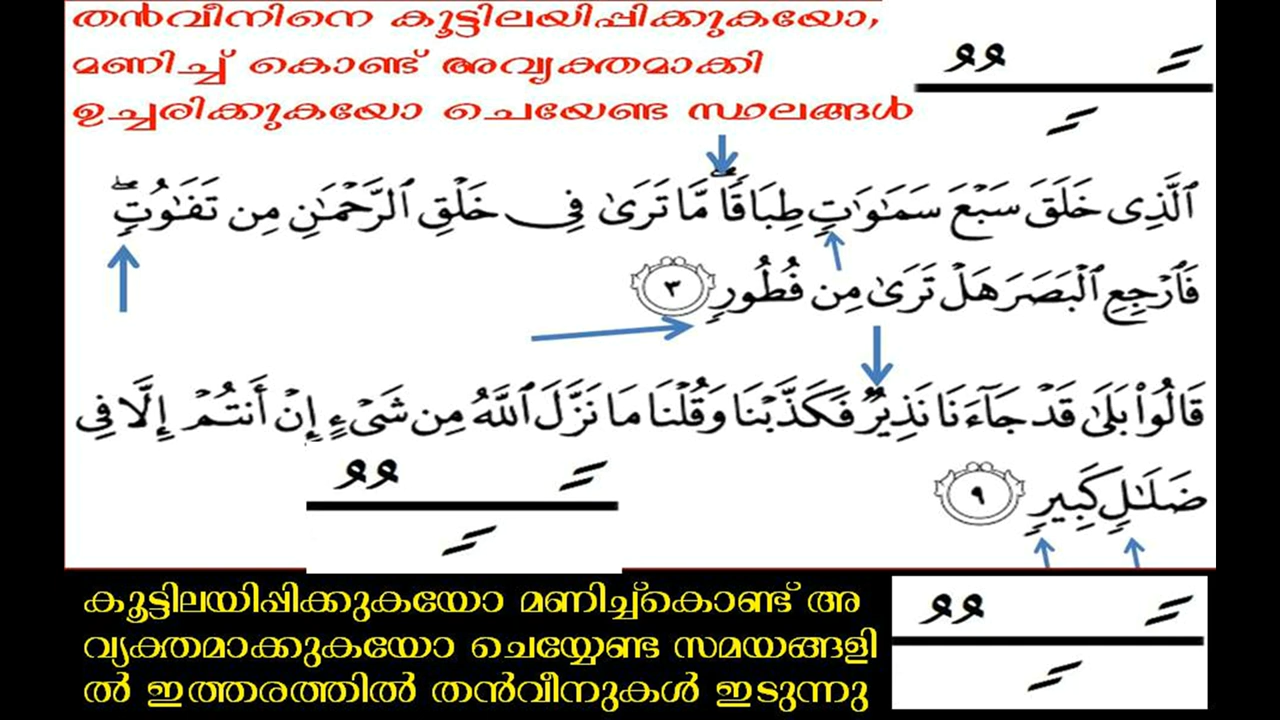 തൻവീനിനെ കൂട്ടിലയിപ്പിക്കുകയോ,
മണിച്ച് കൊണ്ട് അവ്യക്തമാക്കി
ഉച്ചരിക്കുകയോ ചെയേണ്ട സ്ഥലങ്ങൾ
ٱلَّذِى خَلَقَ سَبْعَ سَمَـٰوَٰتٍ طِبَاقًا ۖ مَّا تَرَىٰ فِى خَلْقِ ٱلرَّحْمَـٰنِ مِن تَفَـٰوُتٍ ۖ
فَٱرْجِعِ ٱلْبَصَرَ هَلْ تَرَىٰ مِن فُطُورٍ ٣
قَالُوا۟ بَلَىٰ قَدْ جَآءَنَا نَذِيرٌ فَكَذَّبْنَا وَقُلْنَا مَا نَزَّلَ ٱللَّهُ مِن شَىْءٍ إِنْ أَنتُمْ إِلَّا فِى
ضَلَـٰلٍ كَبِيرٍ ٩
കൂട്ടിലയിപ്പിക്കുകയോ മണിച്ച്കൊണ്ട് അ
വ്യക്തമാക്കുകയോ ചെയ്യേണ്ട സമയങ്ങളി
ൽ ഇത്തരത്തിൽ തൻവീനുകൾ ഇടുന്നു